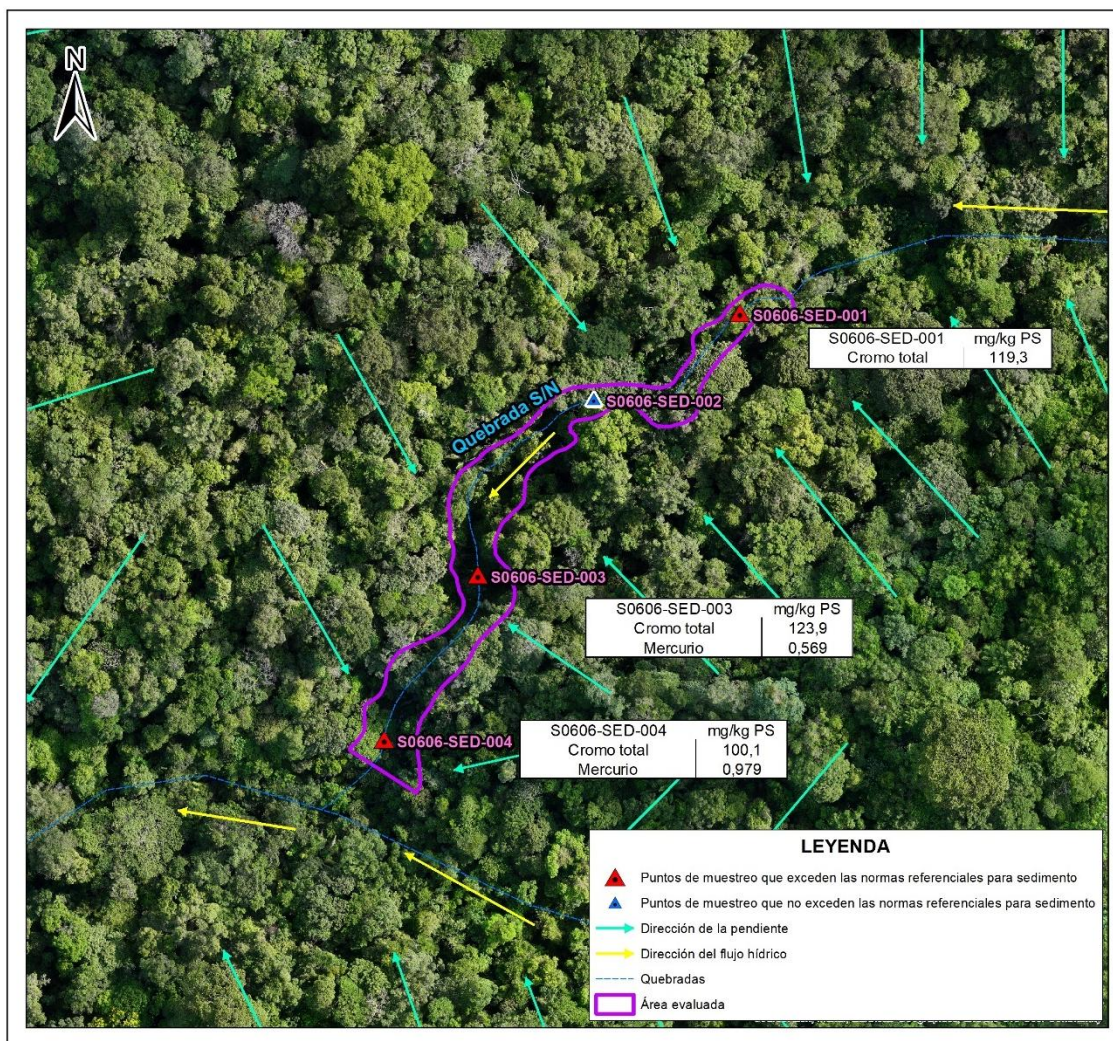 N
S0606-SED-001
S0606-SED-001 mg/kg PS
Cromo total 119,3
S0606-SED-002
Quebrada S/N
S0606-SED-003
S0606-SED-003 mg/kg PS
Cromo total 123,9
Mercurio 0,569
S0606-SED-004
S0606-SED-004 mg/kg PS
Cromo total 100,1
Mercurio 0,979
LEYENDA
Puntos de muestreo que exceden las normas referenciales para sedimento
Puntos de muestreo que no exceden las normas referenciales para sedimento
Dirección de la pendiente
Dirección del flujo hídrico
Quebradas
Área evaluada